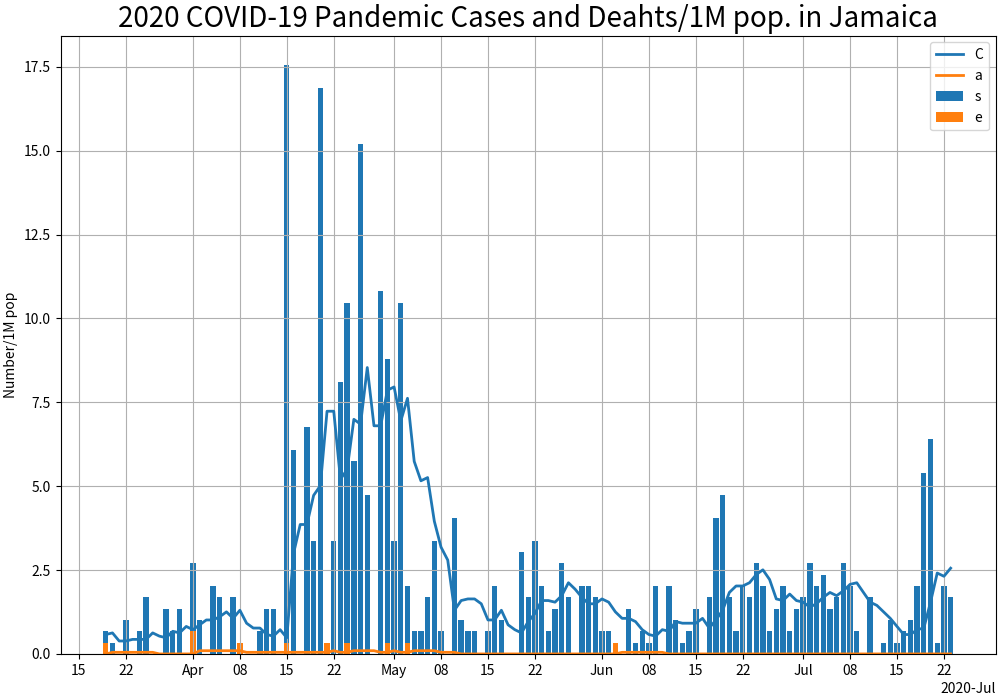 2020 COVID-19 Pandemic Cases and Deahts/1M pop. in Jamaica
C
a
s
e
Number/1M pop
17.5
15.0
12.5
10.0
7.5
5.0
2.5
0.0
15 22 Apr 08 15 22 May 08 15 22 Jun 08 15 22 Jul 08 15 22
2020-Jul